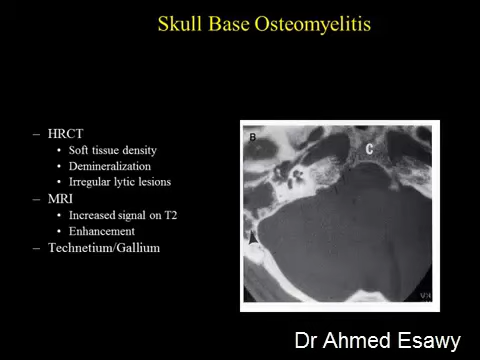 Skull Base Osteomyelitis
– HRCT
• Soft tissue density
• Demineralization
• Irregular lytic lesions
– MRI
• Increased signal on T2
• Enhancement
– Technetium/Gallium
B
C
Dr Ahmed Esawy